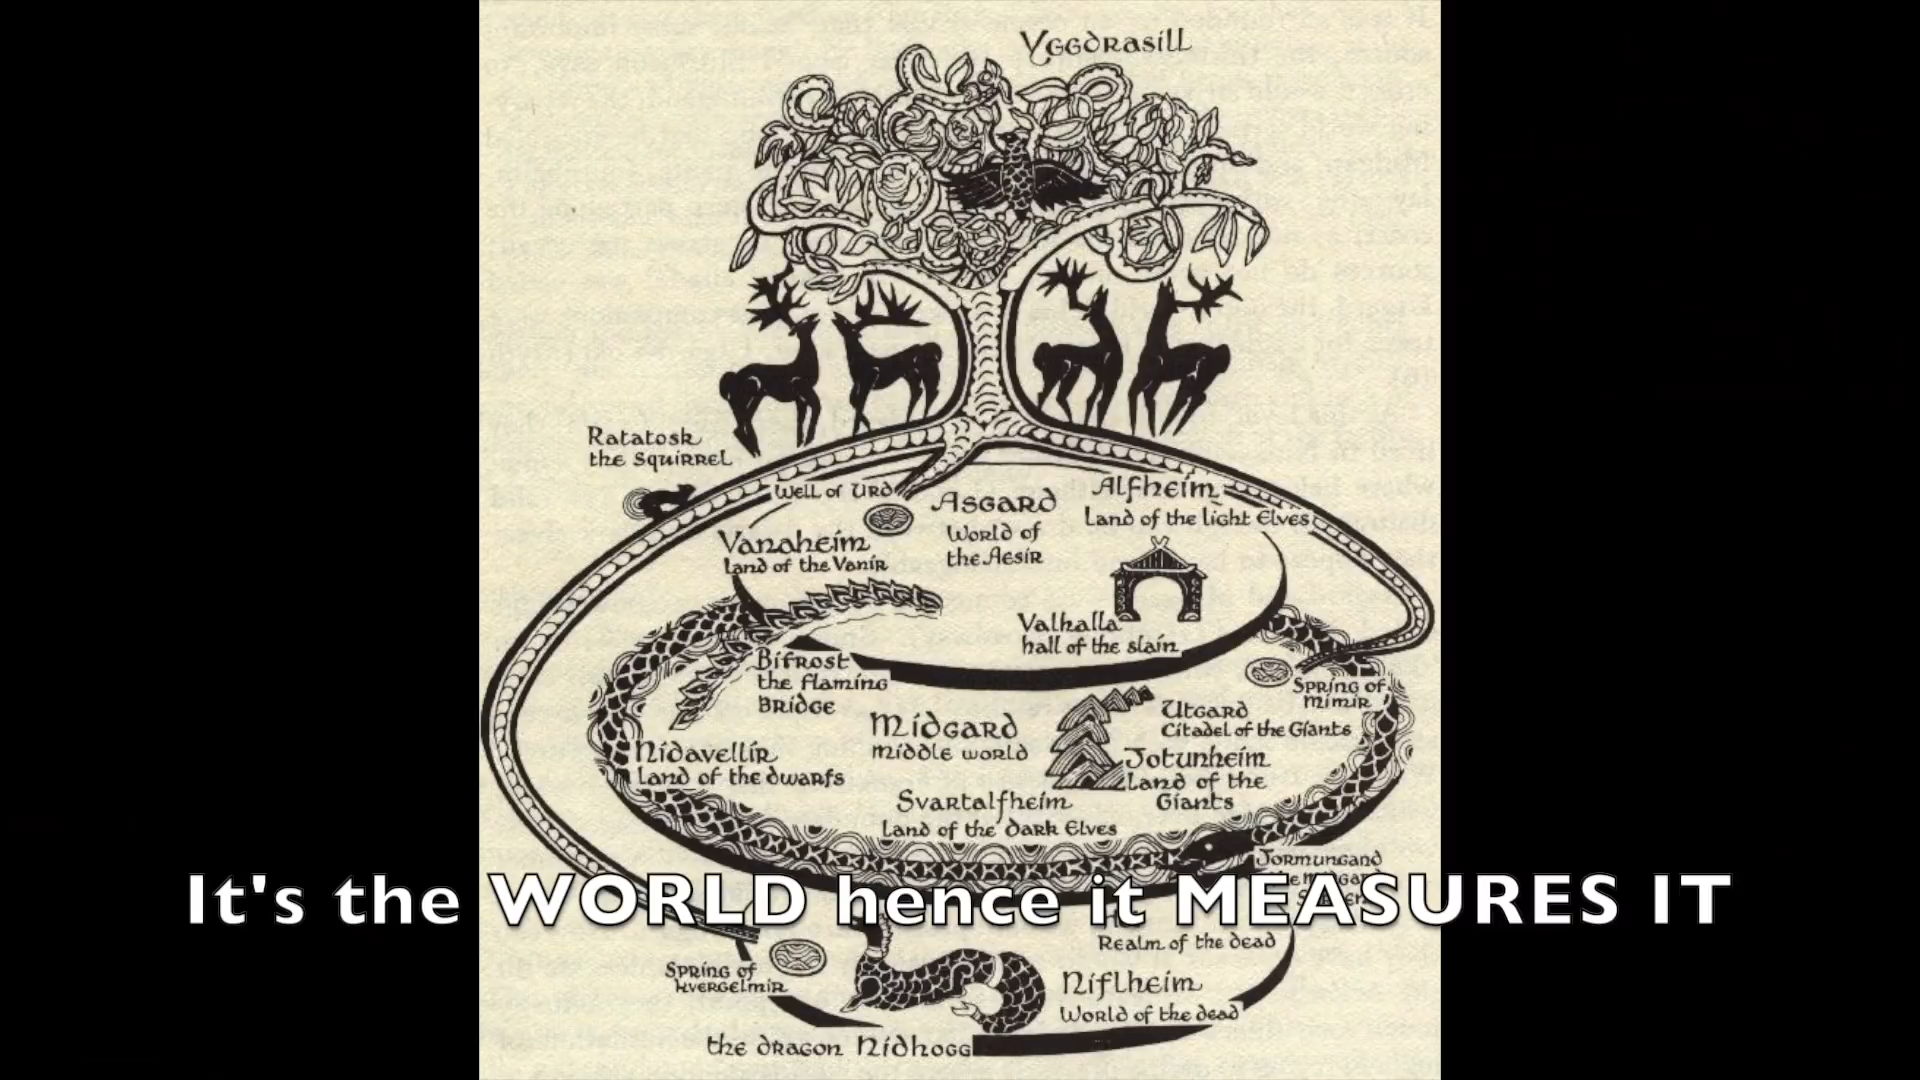 Yggdrasill
Ratatosk
the squirrel
Well of Urd
Asgard
World of
the Aesir
Alfheim
Land of the light Elves
Vanaheim
Land of the Vanir
Valhalla
hall of the slain
Bifrost
the flaming
Bridge
Spring of
Mimir
Midgard
middle world
Utgard
Citadel of the Giants
Nidavellir
Land of the dwarfs
Jotunheim
Land of the
Giants
Svartalfheim
Land of the dark Elves
Jormungand
It's the WORLD hence it MEASURES IT
Realm of the dead
Spring of
Hvergelmir
Niflheim
World of the dead
the dragon Nidhogg